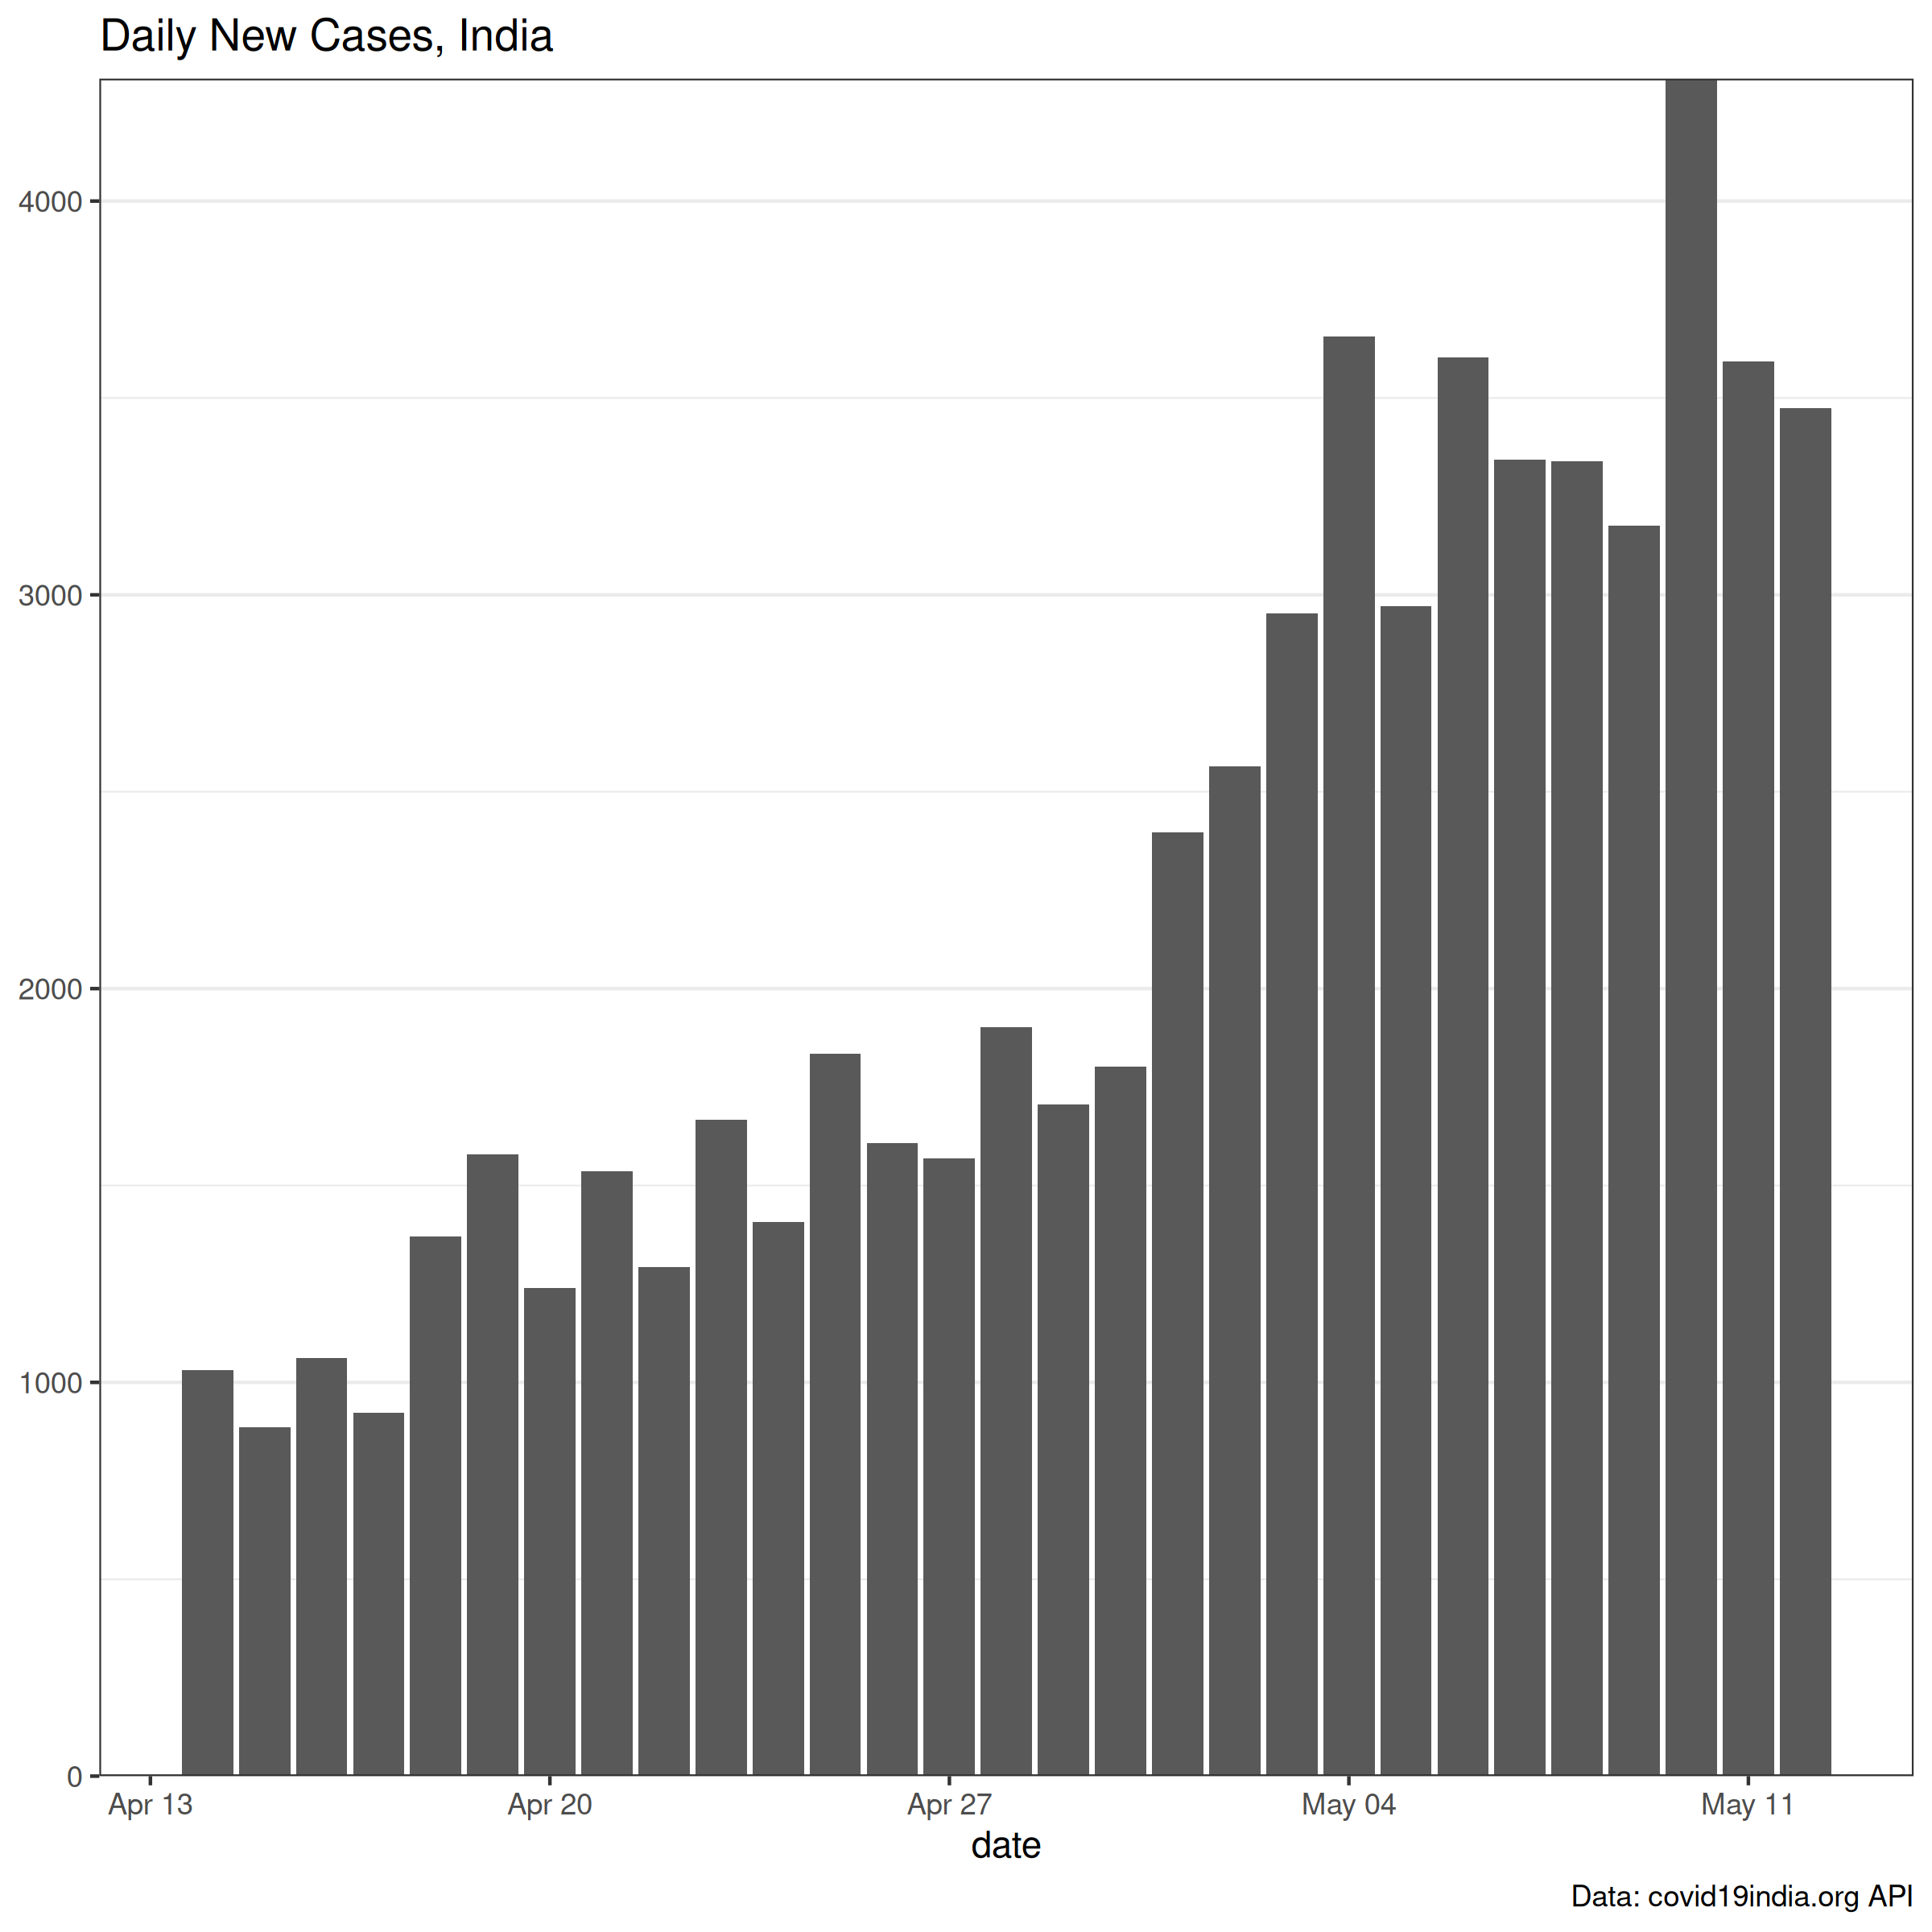 Daily New Cases, India
4000
3000
2000
1000
0
Apr 13 Apr 20 Apr 27 May 04 May 11
date
Data: covid19india.org API